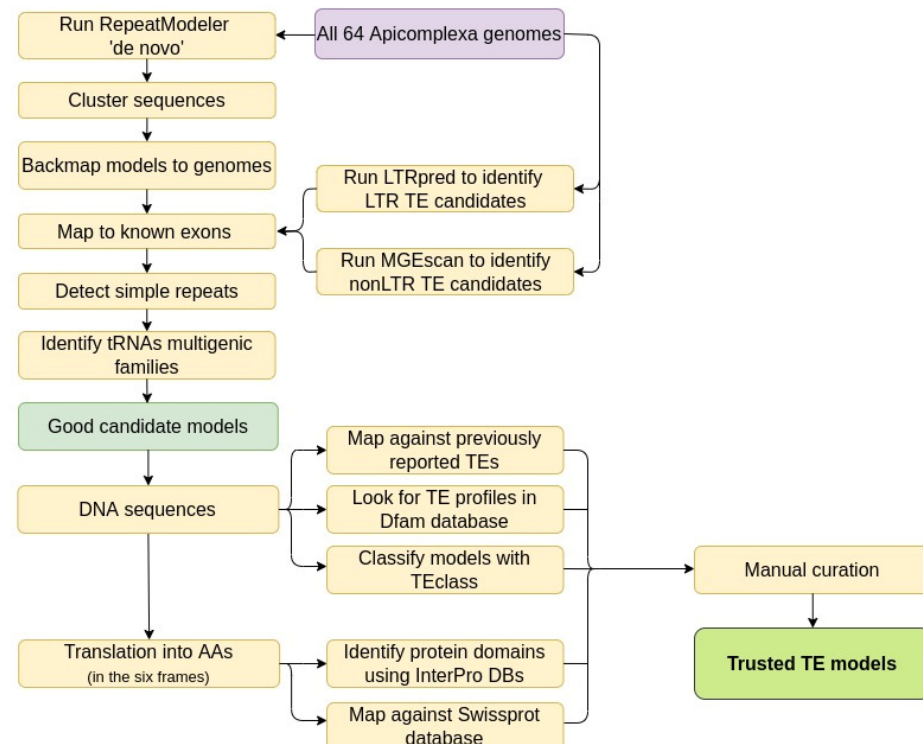 Run RepeatModeler
'de novo'
All 64 Apicomplexa genomes
Cluster sequences
Backmap models to genomes
Run LTRpred to identify
LTR TE candidates
Map to known exons
Run MGEscan to identify
nonLTR TE candidates
Detect simple repeats
Identify tRNAs multigenic
families
Good candidate models
Map against previously
reported TEs
DNA sequences
Look for TE profiles in
Dfam database
Classify models with
TEclass
Manual curation
Translation into AAs
(in the six frames)
Identify protein domains
using InterPro DBs
Trusted TE models
Map against Swissprot
database